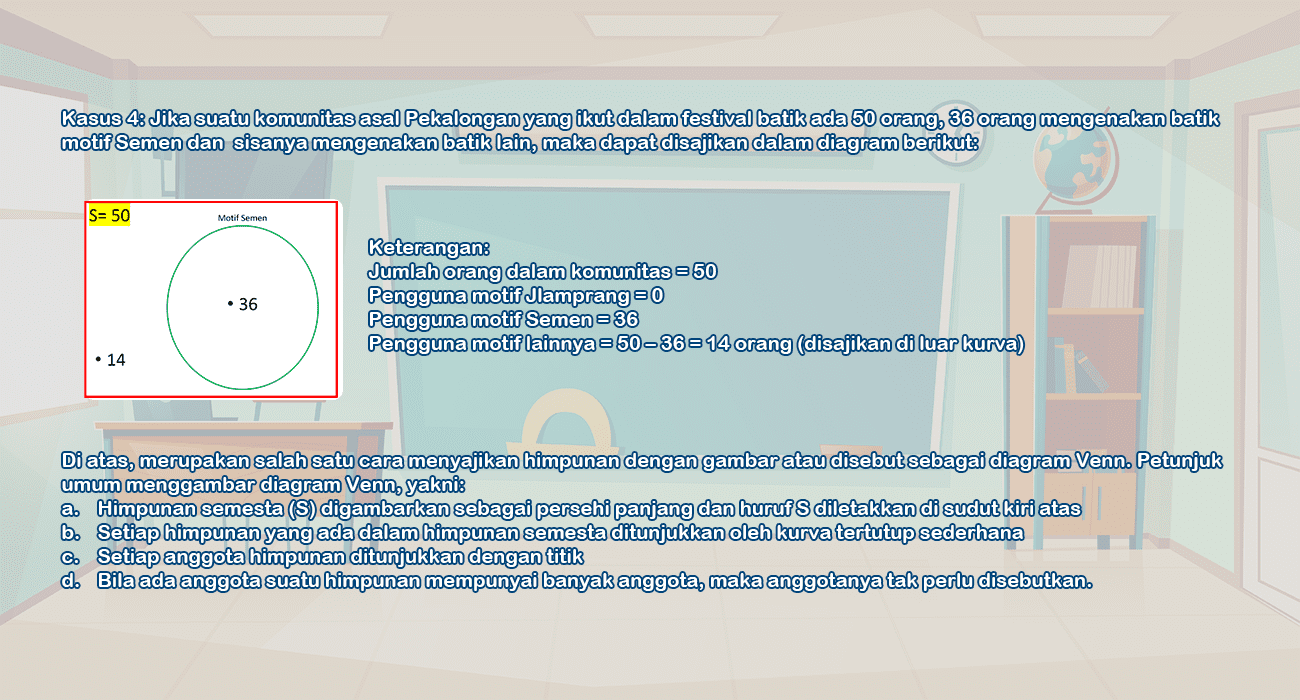 Kasus 4: Jika suatu komunitas asal Pekalongan yang ikut dalam festival batik ada 50 orang, 36 orang mengenakan batik
motif Semen dan sisanya mengenakan batik lain, maka dapat disajikan dalam diagram berikut:
S= 50
Motif Semen
• 36
• 14
Keterangan:
Jumlah orang dalam komunitas = 50
Pengguna motif Jlamprang = 0
Pengguna motif Semen = 36
Pengguna motif lainnya = 50 – 36 = 14 orang (disajikan di luar kurva)
Di atas, merupakan salah satu cara menyajikan himpunan dengan gambar atau disebut sebagai diagram Venn. Petunjuk
umum menggambar diagram Venn, yakni:
a. Himpunan semesta (S) digambarkan sebagai persehi panjang dan huruf S diletakkan di sudut kiri atas
b. Setiap himpunan yang ada dalam himpunan semesta ditunjukkan oleh kurva tertutup sederhana
c. Setiap anggota himpunan ditunjukkan dengan titik
d. Bila ada anggota suatu himpunan mempunyai banyak anggota, maka anggotanya tak perlu disebutkan.